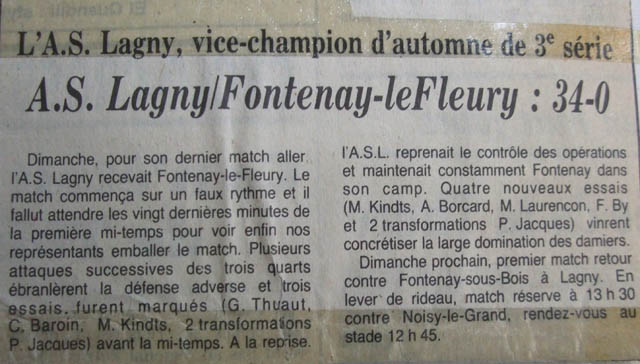 L'A.S. Lagny, vice-champion d'automne de 3e série
A.S. Lagny/Fontenay-leFleury : 34-0
Dimanche, pour son dernier match aller,
l'A.S. Lagny recevait Fontenay-le-Fleury. Le
match commença sur un faux rythme et il
fallut attendre les vingt dernières minutes de
la première mi-temps pour voir enfin nos
représentants emballer le match. Plusieurs
attaques successives des trois quarts
ébranlèrent la défense adverse et trois
essais furent marqués (G. Thuaut,
C. Baroin, M. Kindts, 2 transformations
P. Jacques) avant la mi-temps. A la reprise,
l'A.S.L. reprenait le contrôle des opérations
et maintenait constamment Fontenay dans
son camp. Quatre nouveaux essais
(M. Kindts, A. Borcard, M. Laurencon, F. By
et 2 transformations P. Jacques) vinrent
concrétiser la large domination des damiers.
Dimanche prochain, premier match retour
contre Fontenay-sous-Bois à Lagny. En
lever de rideau, match réserve à 13 h 30
contre Noisy-le-Grand, rendez-vous au
stade 12 h 45.